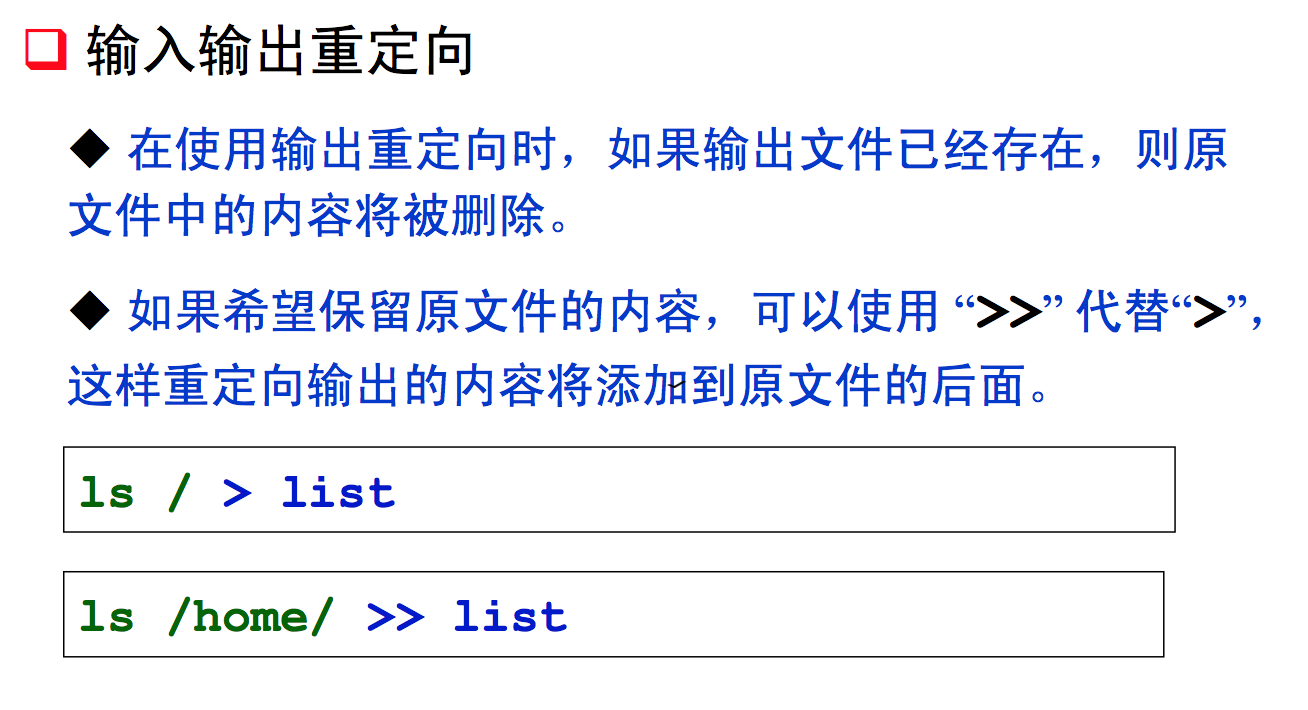 输入输出重定向
在使用输出重定向时，如果输出文件已经存在，则原
文件中的内容将被删除。
如果希望保留原文件的内容，可以使用 “>>” 代替“>”，
这样重定向输出的内容将添加到原文件的后面。
ls / > list
ls /home/ >> list